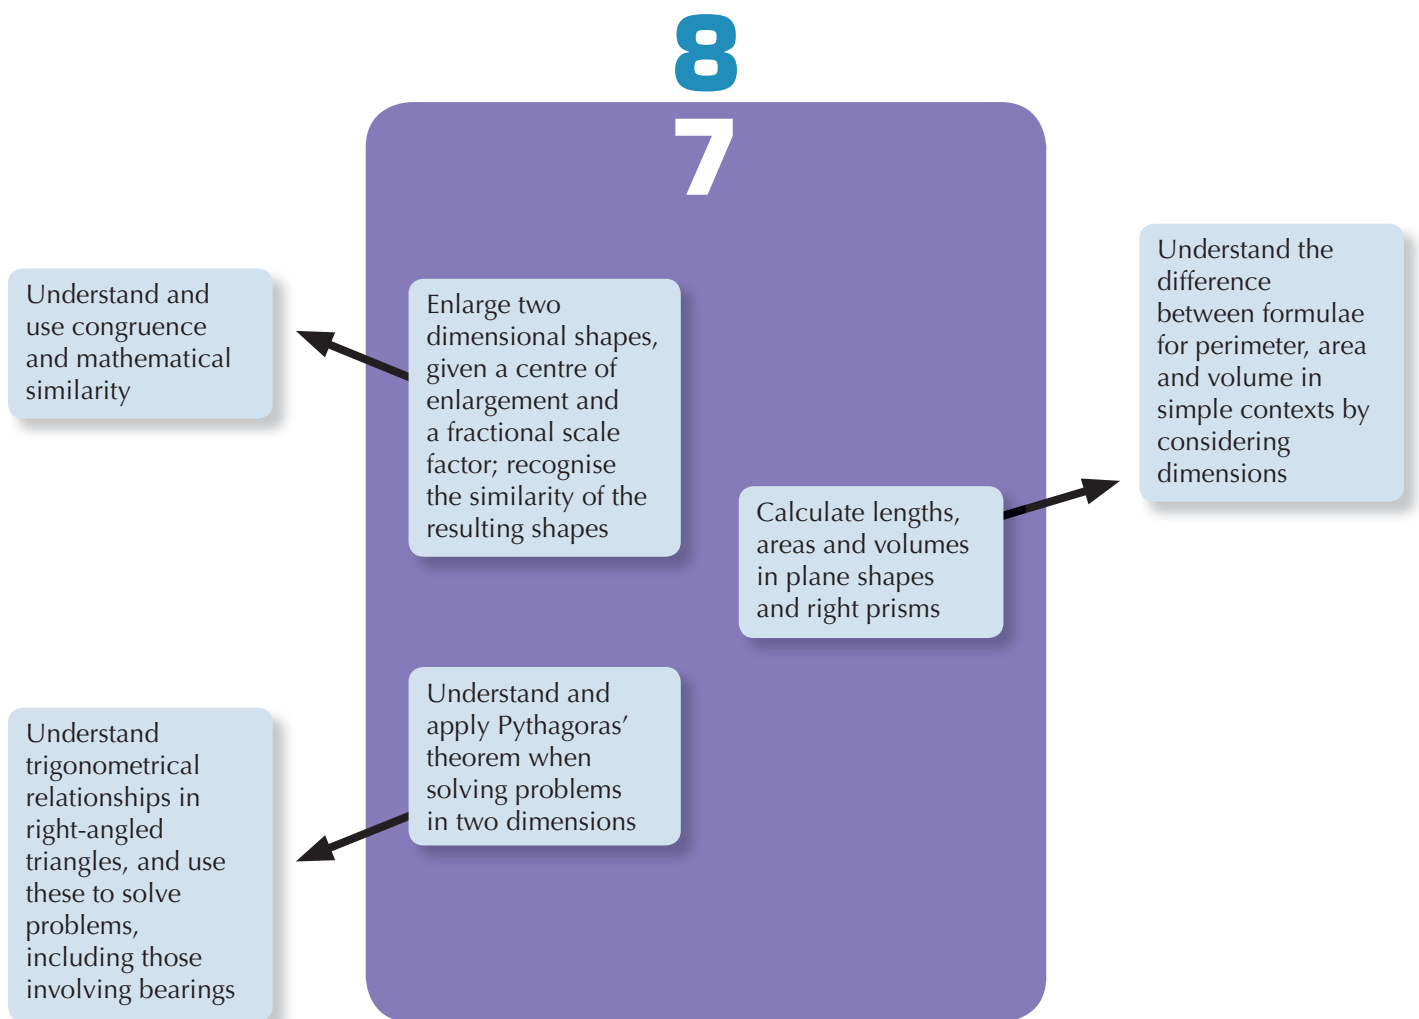 8
7
Understand and
use congruence
and mathematical
similarity
Enlarge two
dimensional shapes,
given a centre of
enlargement and
a fractional scale
factor; recognise
the similarity of the
resulting shapes
Understand the
difference
between formulae
for perimeter, area
and volume in
simple contexts by
considering
dimensions
Calculate lengths,
areas and volumes
in plane shapes
and right prisms
Understand and
apply Pythagoras’
theorem when
solving problems
in two dimensions
Understand
trigonometrical
relationships in
right-angled
triangles, and use
these to solve
problems,
including those
involving bearings